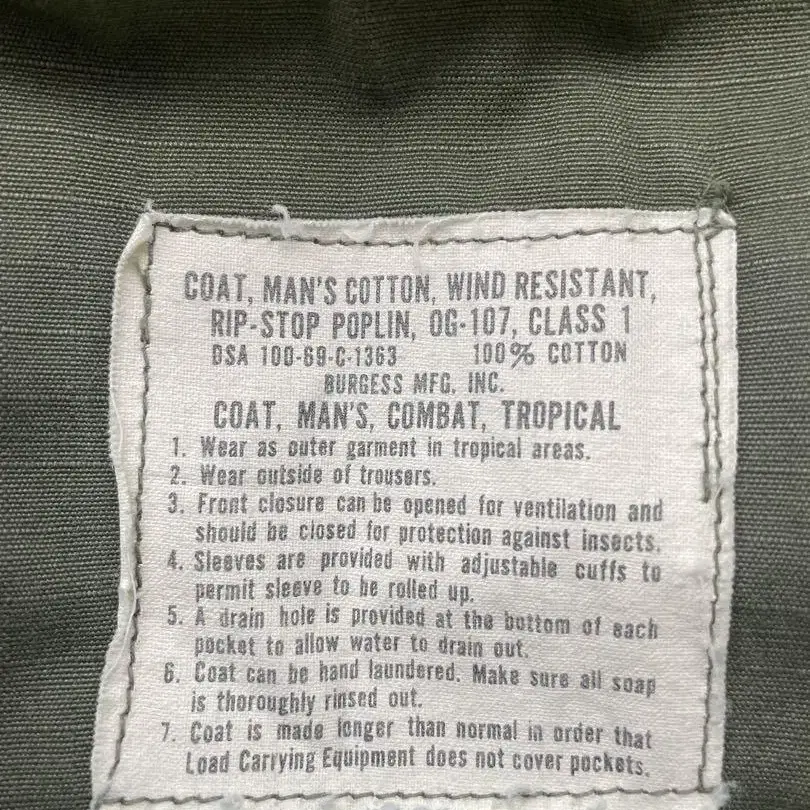 COAT, MAN'S COTTON, WIND RESISTANT,
RIP-STOP POPLIN, OG-107, CLASS 1
DSA 100-69-C-1363 100% COTTON
BURGESS MFG. INC.
COAT, MAN'S, COMBAT, TROPICAL
1. Wear as outer garment in tropical areas.
2. Wear outside of trousers.
3. Front closure can be opened for ventilation and
should be closed for protection against insects.
4. Sleeves are provided with adjustable cuffs to
permit sleeve to be rolled up.
5. A drain hole is provided at the bottom of each
pocket to allow water to drain out.
6. Coat can be hand laundered. Make sure all soap
is thoroughly rinsed out.
7. Coat is made longer than normal in order that
Load Carrying Equipment does not cover pockets.